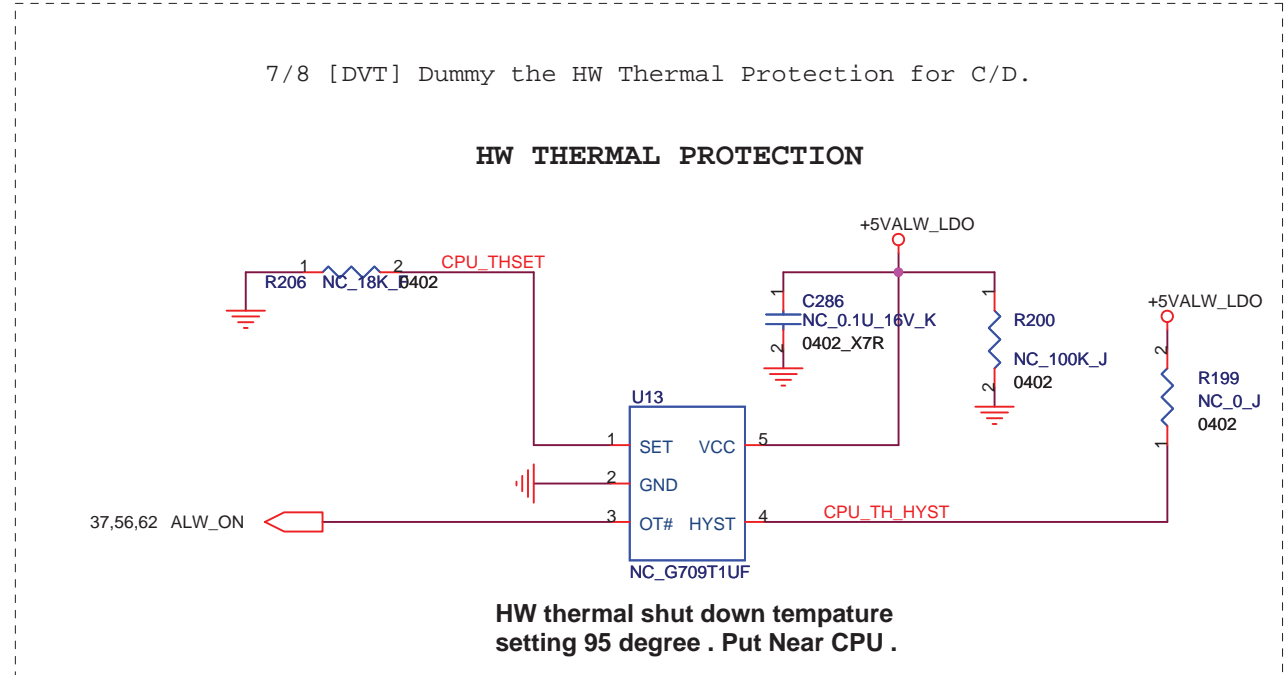 7/8 [DVT] Dummy the HW Thermal Protection for C/D.
HW THERMAL PROTECTION
+5VALW_LDO
1
2
CPU_THSET
R206
NC_18K_F
0402
1
C286
NC_0.1U_16V_K
0402_X7R
2
1
R200
NC_100K_J
0402
2
+5VALW_LDO
2
R199
NC_0_J
0402
1
U13
1
SET
VCC
5
2
GND
37,56,62 ALW_ON
3
OT#
HYST
4
CPU_TH_HYST
NC_G709T1UF
HW thermal shut down tempature
setting 95 degree . Put Near CPU .